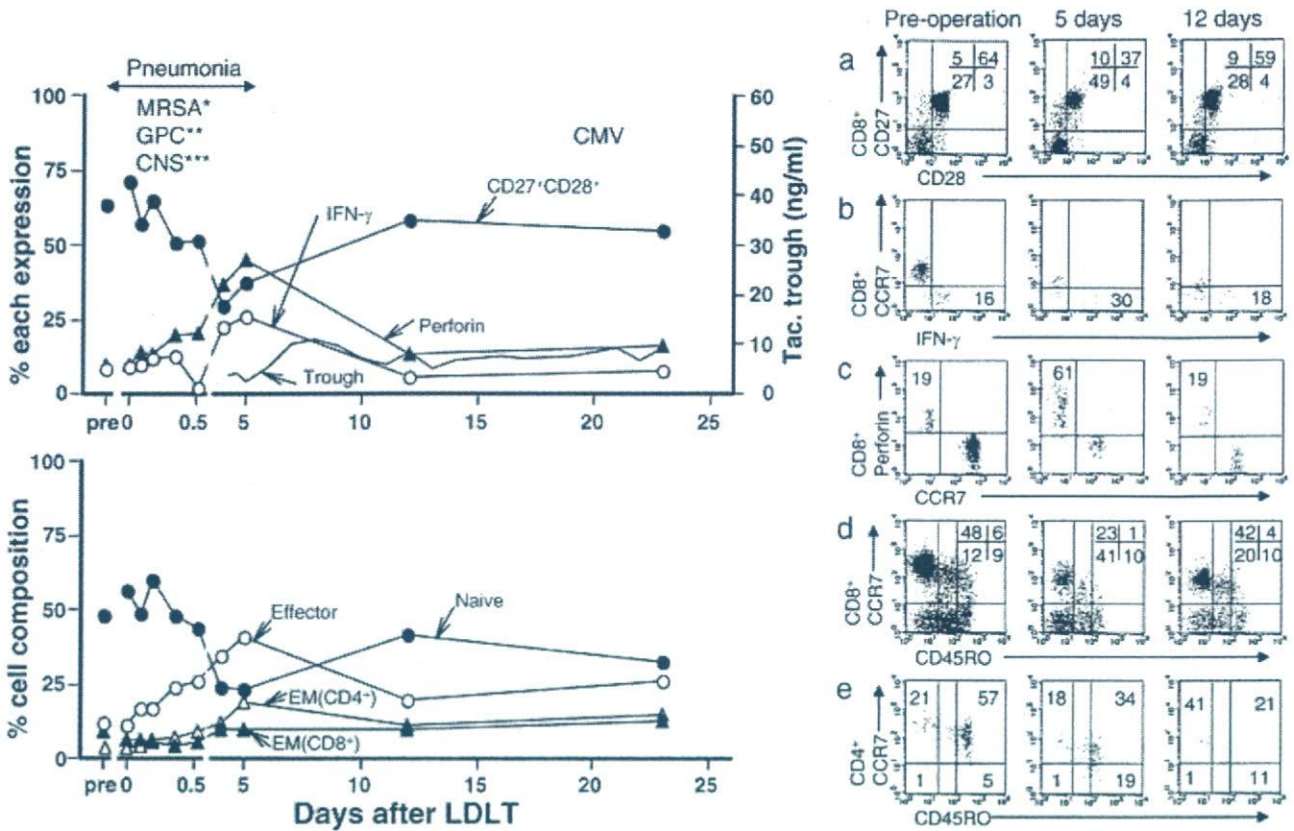 Pneumonia
MRSA*
GPC**
CNS***
CMV
CD27⁺CD28⁺
IFN-γ
Perforin
Trough
100
75
50
25
0
% each expression
60
50
40
30
20
10
0
Tac. trough (ng/ml)
pre 0 0.5 5 10 15 20 25
100
75
50
25
0
% cell composition
Effector
Naive
EM(CD4⁺)
EM(CD8⁺)
pre 0 0.5 5 10 15 20 25
Days after LDLT
Pre-operation 5 days 12 days
a
CD8⁺
CD27
5 64
27 3
10 37
49 4
9 59
28 4
CD28
b
CD8⁺
CCR7
16
30
18
IFN-γ
c
CD8⁺
Perforin
19
61
19
CCR7
d
CD8⁺
CCR7
48 6
12 9
23 1
41 10
42 4
20 10
CD45RO
e
CD4⁺
CCR7
21 57
1 5
18 34
1 19
41 21
1 11
CD45RO